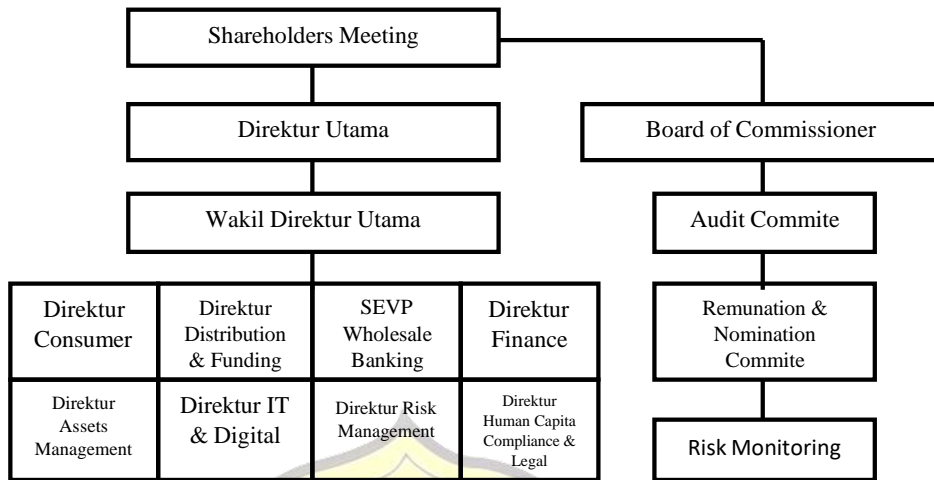 Shareholders Meeting
Direktur Utama
Board of Commissioner
Wakil Direktur Utama
Audit Commite
Direktur
Consumer
Direktur
Distribution
& Funding
SEVP
Wholesale
Banking
Direktur
Finance
Remunation &
Nomination
Commite
Direktur
Assets
Management
Direktur IT
& Digital
Direktur Risk
Management
Direktur
Human Capita
Compliance &
Legal
Risk Monitoring